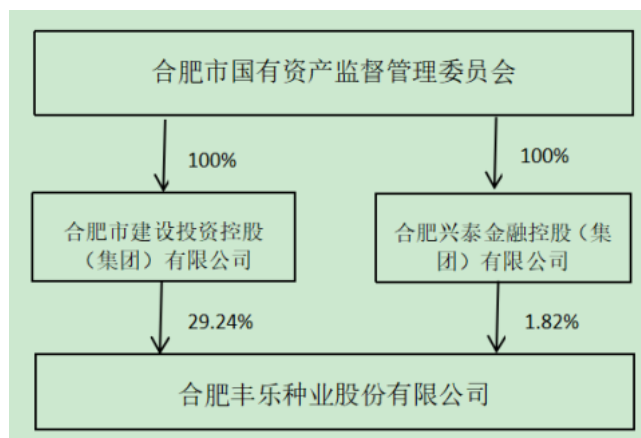 合肥市国有资产监督管理委员会
100%
100%
合肥市建设投资控股
（集团）有限公司
合肥兴泰金融控股（集
团）有限公司
29.24%
1.82%
合肥丰乐种业股份有限公司